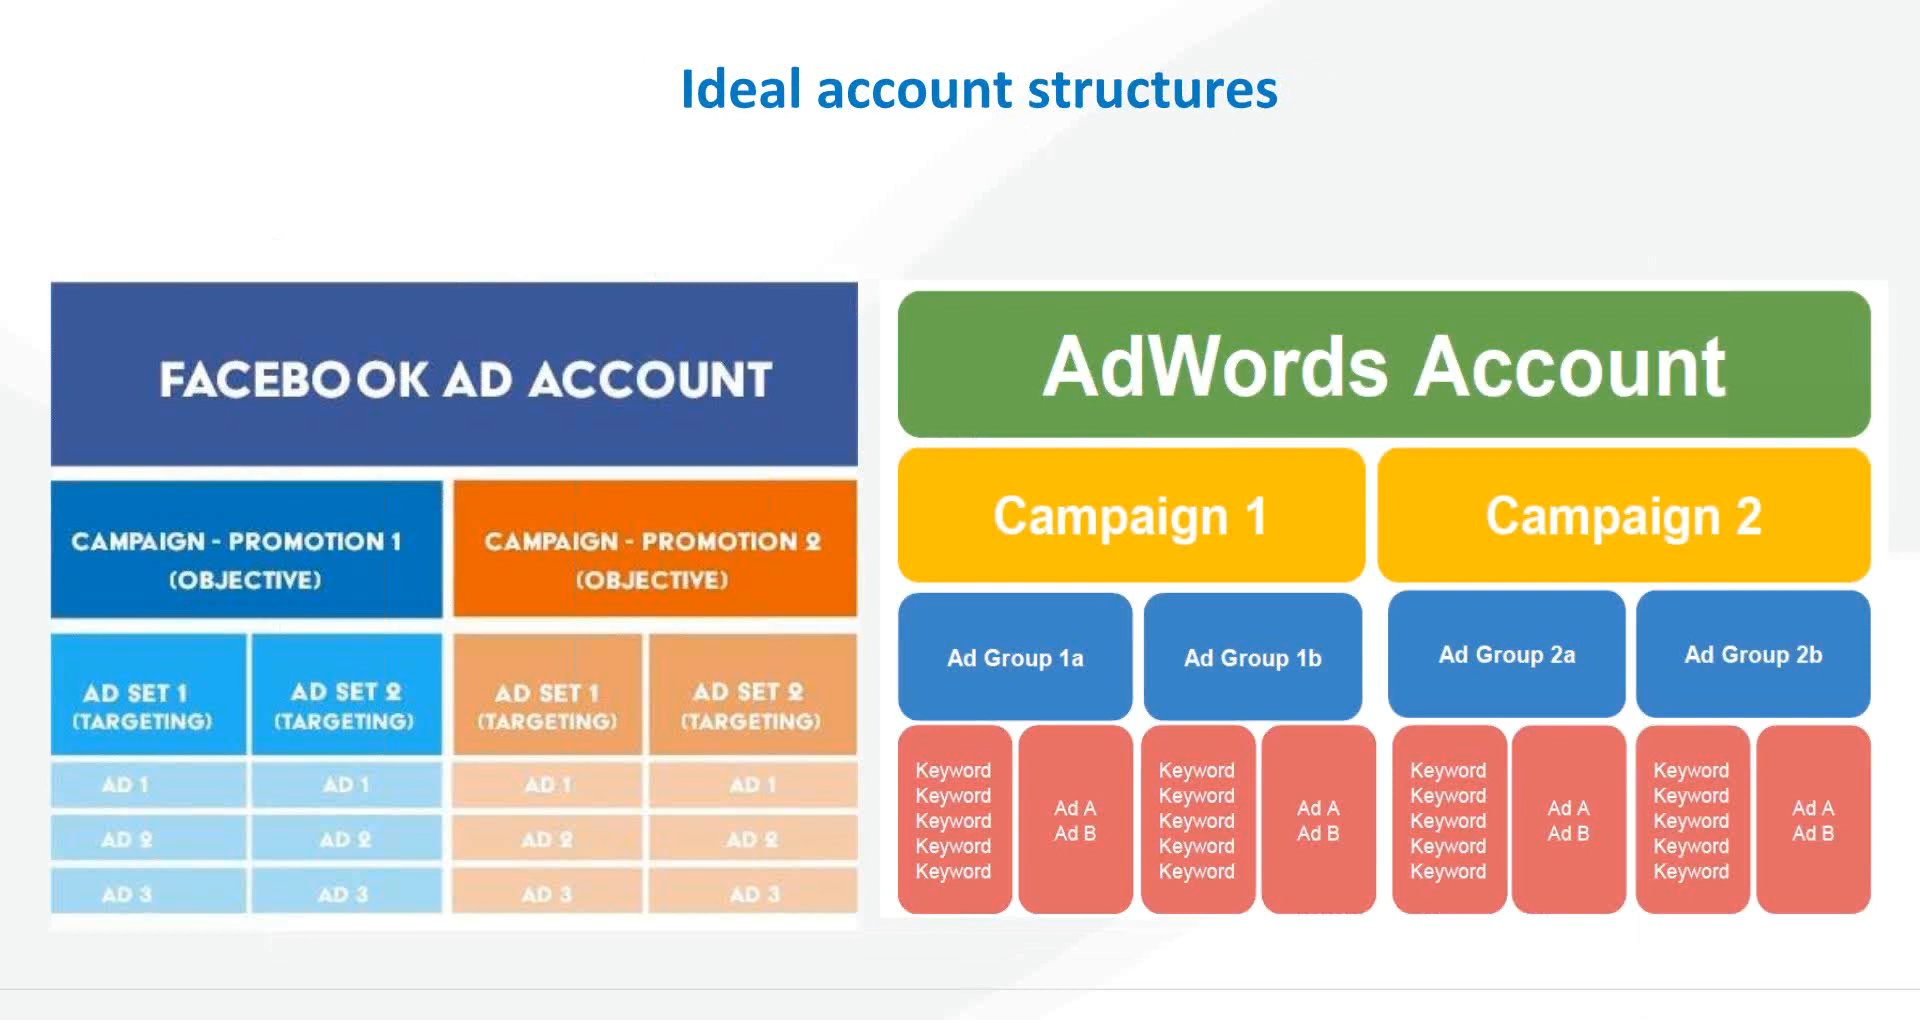 Ideal account structures
FACEBOOK AD ACCOUNT
CAMPAIGN - PROMOTION 1
(OBJECTIVE)
CAMPAIGN - PROMOTION 2
(OBJECTIVE)
AD SET 1
(TARGETING)
AD SET 2
(TARGETING)
AD SET 1
(TARGETING)
AD SET 2
(TARGETING)
AD 1
AD 1
AD 1
AD 1
AD 2
AD 2
AD 2
AD 2
AD 3
AD 3
AD 3
AD 3
AdWords Account
Campaign 1
Campaign 2
Ad Group 1a
Ad Group 1b
Ad Group 2a
Ad Group 2b
Keyword
Keyword
Keyword
Keyword
Keyword
Ad A
Ad B
Keyword
Keyword
Keyword
Keyword
Keyword
Ad A
Ad B
Keyword
Keyword
Keyword
Keyword
Keyword
Ad A
Ad B
Keyword
Keyword
Keyword
Keyword
Keyword
Ad A
Ad B